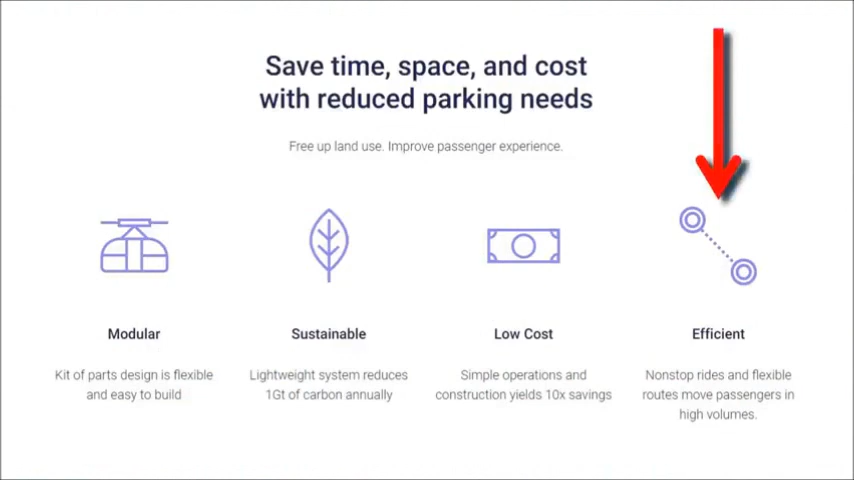 Save time, space, and cost
with reduced parking needs
Free up land use. Improve passenger experience.
Modular
Kit of parts design is flexible
and easy to build
Sustainable
Lightweight system reduces
1Gt of carbon annually
Low Cost
Simple operations and
construction yields 10x savings
Efficient
Nonstop rides and flexible
routes move passengers in
high volumes.